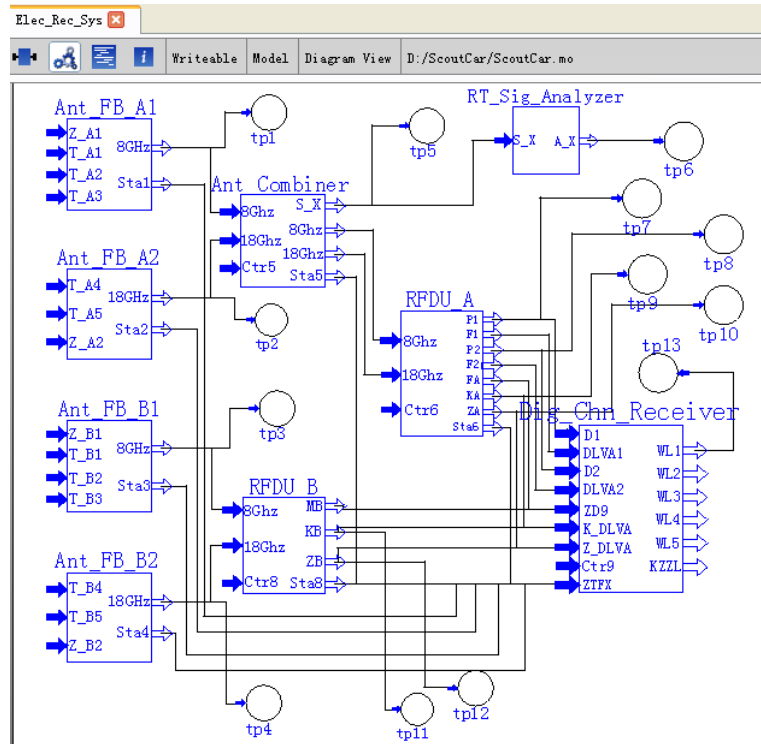 Elec_Rec_Sys
Writeable
Model
Diagram View
D:/ScoutCar/ScoutCar.mo
Ant_FB_A1
Z_A1
T_A1
T_A2
T_A3
8GHz
Sta1
tp1
Ant_FB_A2
T_A4
T_A5
Z_A2
18GHz
Sta2
tp2
Ant_FB_B1
Z_B1
T_B1
T_B2
T_B3
8GHz
Sta3
tp3
Ant_FB_B2
T_B4
T_B5
Z_B2
18GHz
Sta4
tp4
Ant_Combiner
8Ghz
18Ghz
Ctr5
S_X
8GHz
18GHz
Sta5
tp5
RT_Sig_Analyzer
S_X
A_X
tp6
RFDU_A
8Ghz
18Ghz
Ctr6
P1
F1
P2
F2
FA
KA
ZA
Sta6
tp7
tp8
tp9
tp10
RFDU_B
8Ghz
18Ghz
Ctr8
MB
KB
ZB
Sta8
tp11
tp12
Dig_Chn_Receiver
D1
DLVA1
D2
DLVA2
ZD9
K_DLVA
Z_DLVA
Ctr9
ZTFX
WL1
WL2
WL3
WL4
WL5
KZZL
tp13